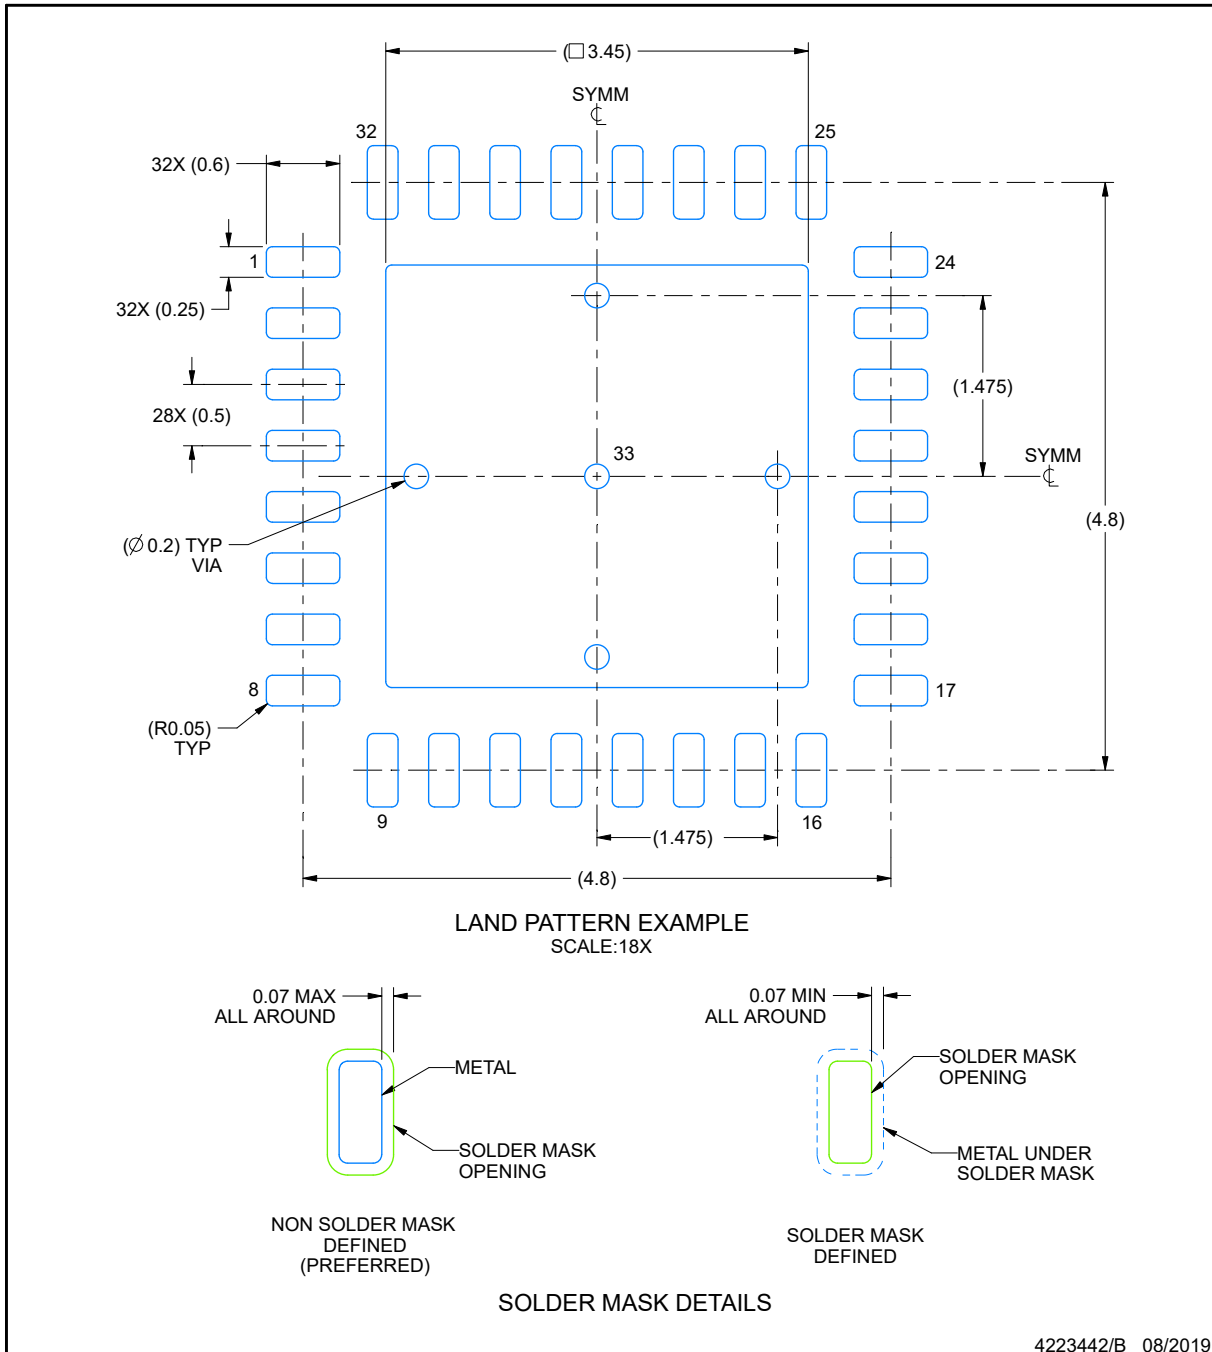 (□ 3.45)
SYMM
℄
32
25
32X (0.6)
1
24
32X (0.25)
(1.475)
28X (0.5)
33
SYMM
℄
(4.8)
(∅ 0.2) TYP
VIA
8
17
(R0.05)
TYP
9
16
(1.475)
(4.8)
LAND PATTERN EXAMPLE
SCALE:18X
0.07 MAX
ALL AROUND
METAL
SOLDER MASK
OPENING
NON SOLDER MASK
DEFINED
(PREFERRED)
0.07 MIN
ALL AROUND
SOLDER MASK
OPENING
METAL UNDER
SOLDER MASK
SOLDER MASK
DEFINED
SOLDER MASK DETAILS
4223442/B 08/2019